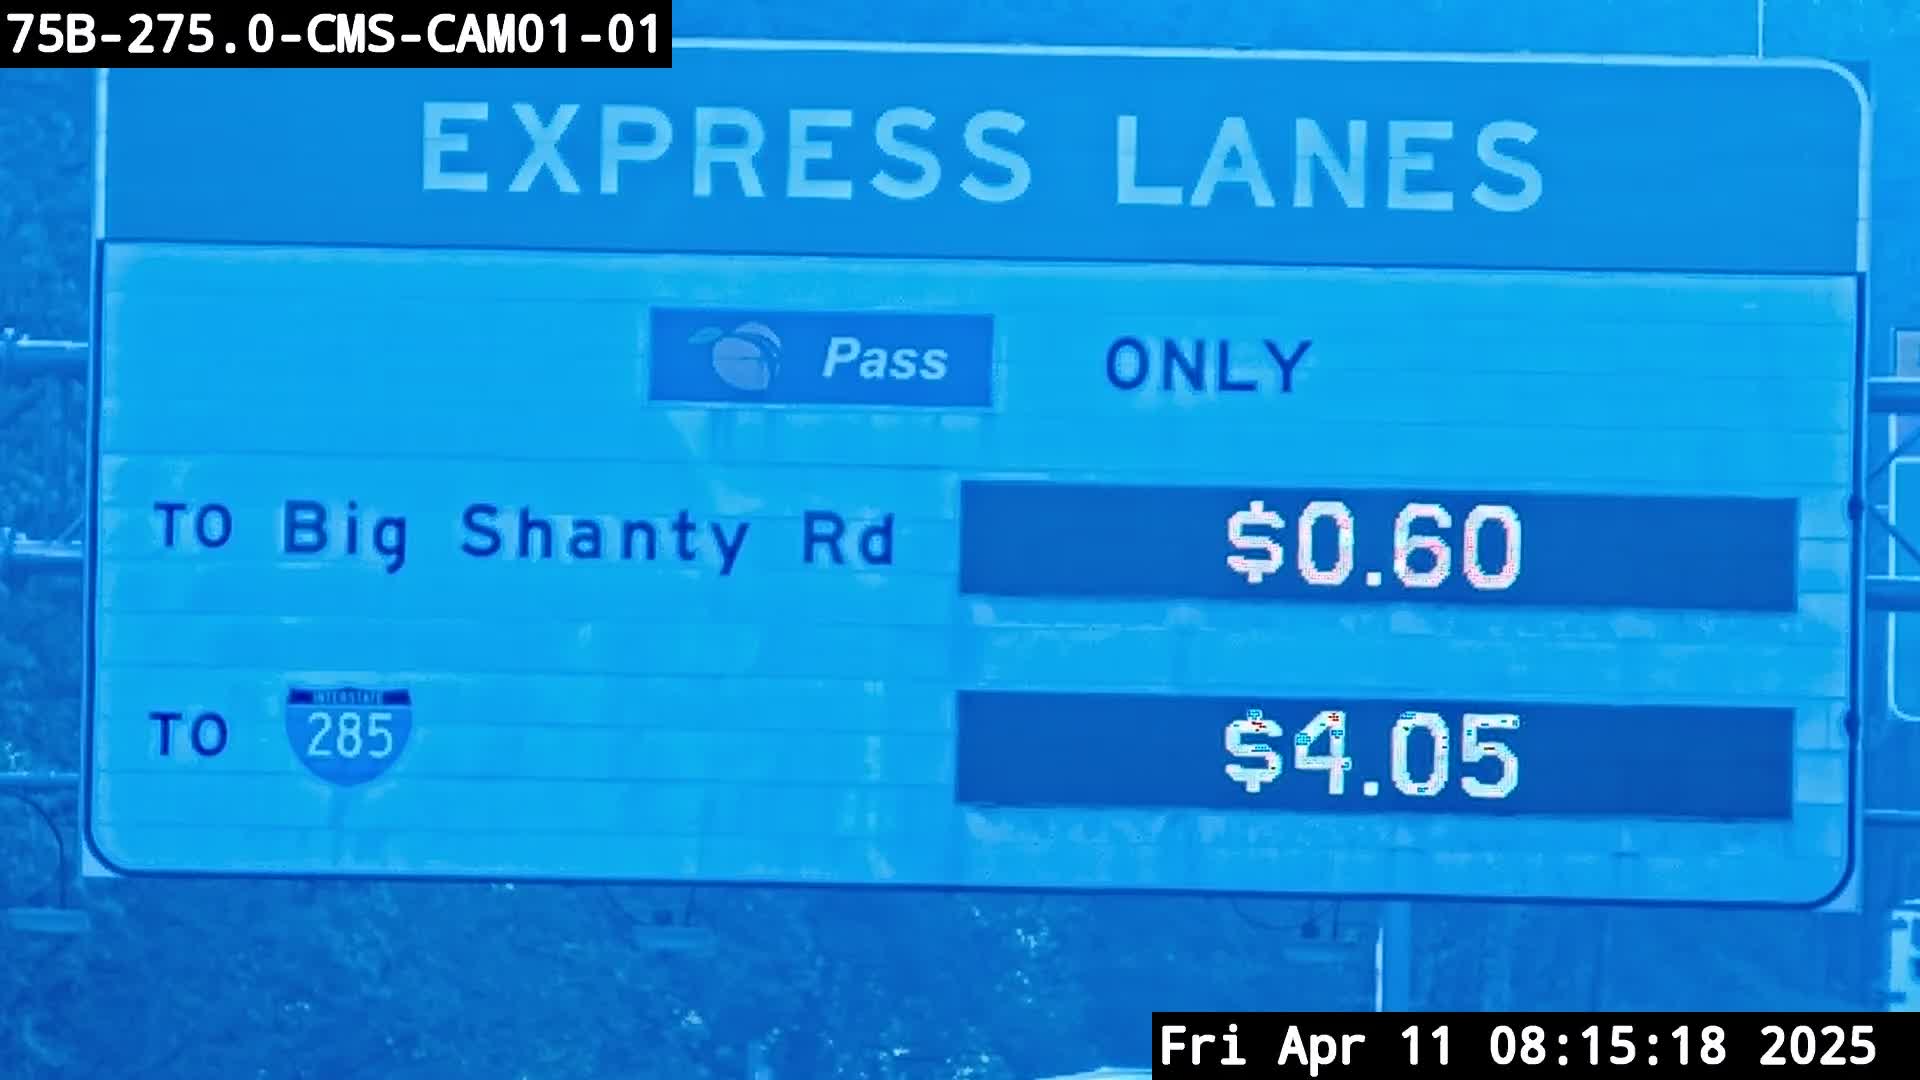 75B-275.0-CMS-CAM01-01
EXPRESS LANES
Pass ONLY
TO Big Shanty Rd $0.60
INTERSTATE
TO 285 $4.05
Fri Apr 11 08:15:18 2025